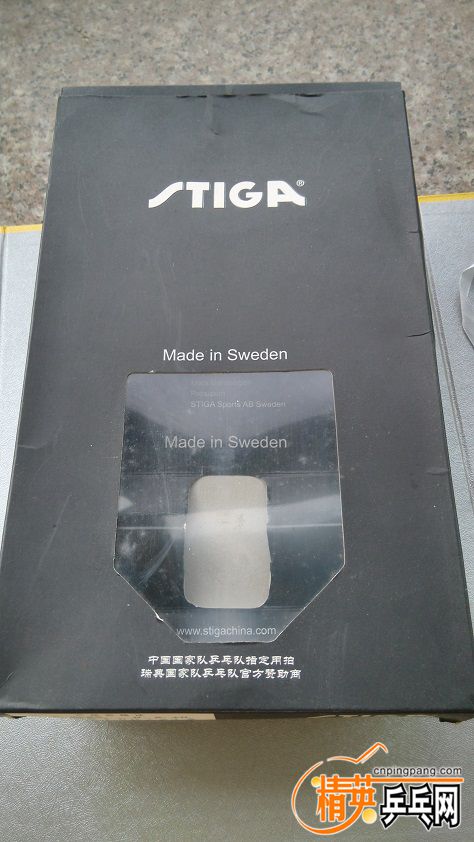 STIGA®
Made in Sweden
STIGA Sports AB Sweden
Made in Sweden
www.stigachina.com
中国国家队乒乓队指定用拍
瑞典国家队乒乓队官方赞助商
cnpingpang.com
精英乒乓网